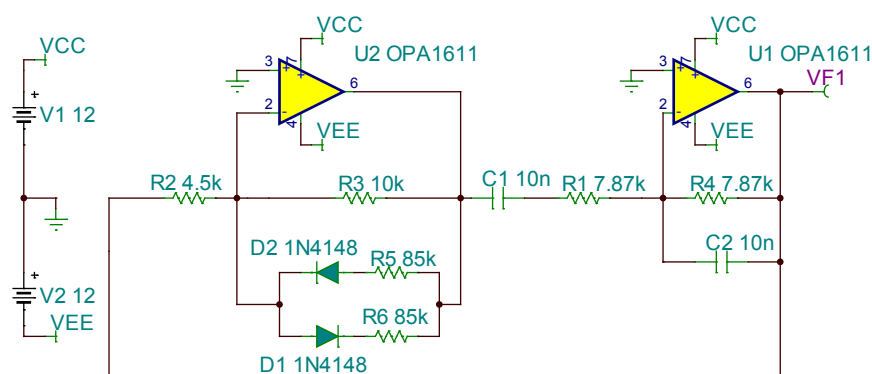 VCC
V1 12
V2 12
VEE
VCC
U2 OPA1611
3
7
6
2
4
VEE
R2 4.5k
R3 10k
D2 1N4148
R5 85k
R6 85k
D1 1N4148
C1 10n
R1 7.87k
VCC
U1 OPA1611
VF1
3
7
6
2
4
VEE
R4 7.87k
C2 10n